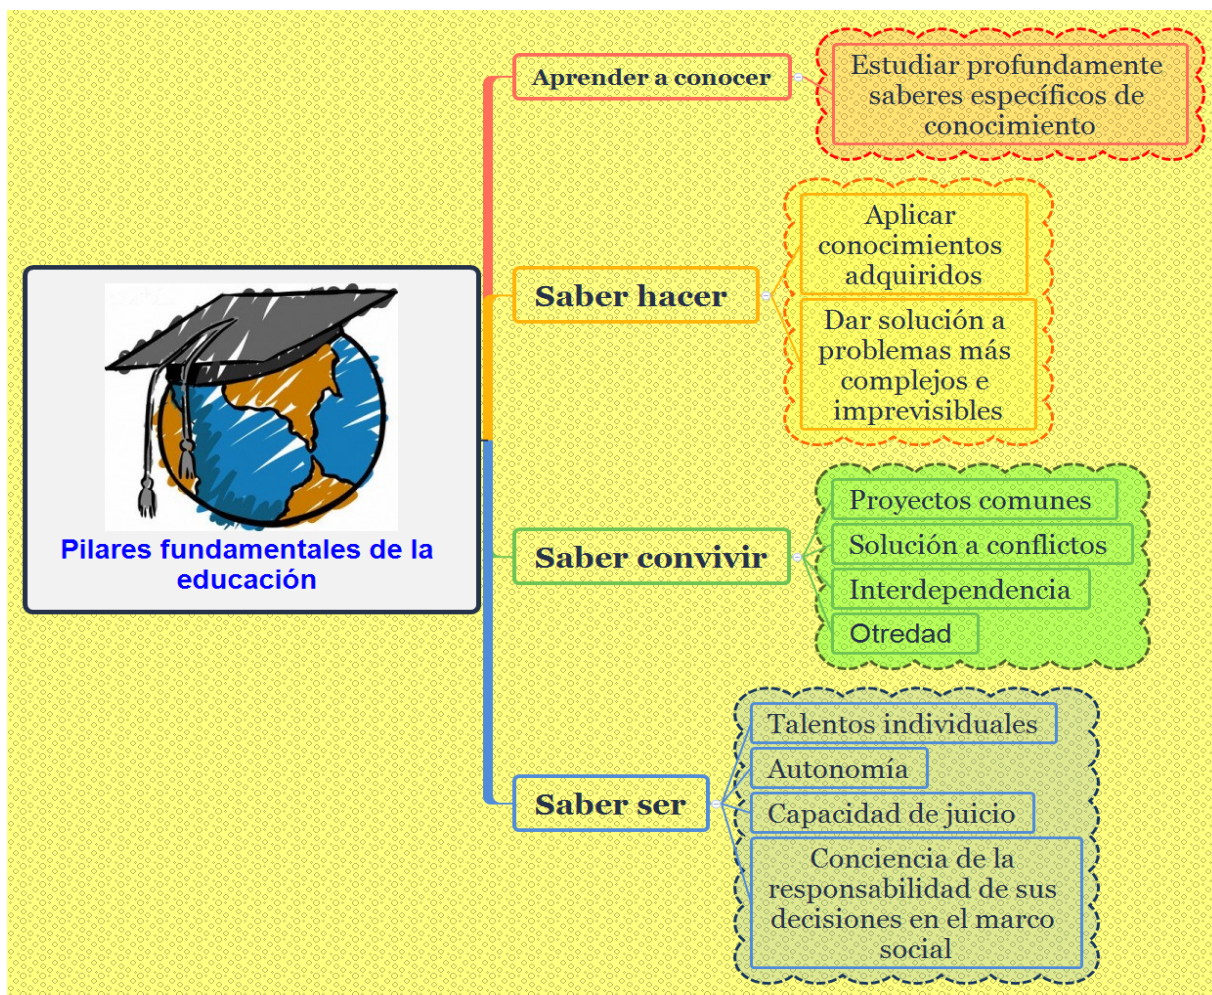 Pilares fundamentales de la
educación
Aprender a conocer
Estudiar profundamente
saberes específicos de
conocimiento
Saber hacer
Aplicar
conocimientos
adquiridos
Dar solución a
problemas más
complejos e
imprevisibles
Saber convivir
Proyectos comunes
Solución a conflictos
Interdependencia
Otredad
Saber ser
Talentos individuales
Autonomía
Capacidad de juicio
Conciencia de la
responsabilidad de sus
decisiones en el marco
social